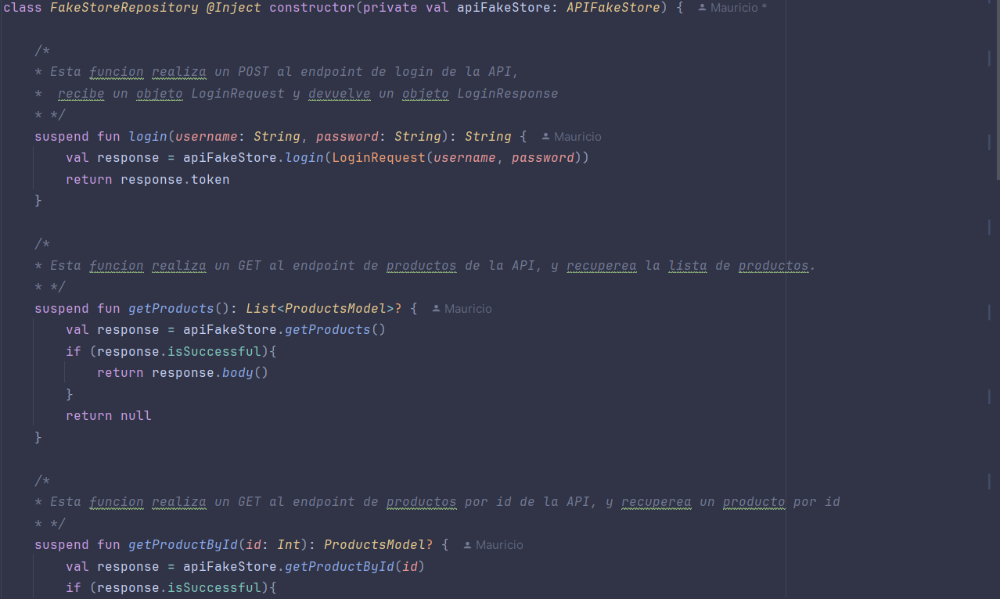 class FakeStoreRepository @Inject constructor(private val apiFakeStore: APIFakeStore) { Mauricio *
/*
* Esta funcion realiza un POST al endpoint de login de la API,
*  recibe un objeto LoginRequest y devuelve un objeto LoginResponse
* */
suspend fun login(username: String, password: String): String { Mauricio
val response = apiFakeStore.login(LoginRequest(username, password))
return response.token
}
/*
* Esta funcion realiza un GET al endpoint de productos de la API, y recuperea la lista de productos.
* */
suspend fun getProducts(): List<ProductsModel>? { Mauricio
val response = apiFakeStore.getProducts()
if (response.isSuccessful){
return response.body()
}
return null
}
/*
* Esta funcion realiza un GET al endpoint de productos por id de la API, y recuperea un producto por id
* */
suspend fun getProductById(id: Int): ProductsModel? { Mauricio
val response = apiFakeStore.getProductById(id)
if (response.isSuccessful){